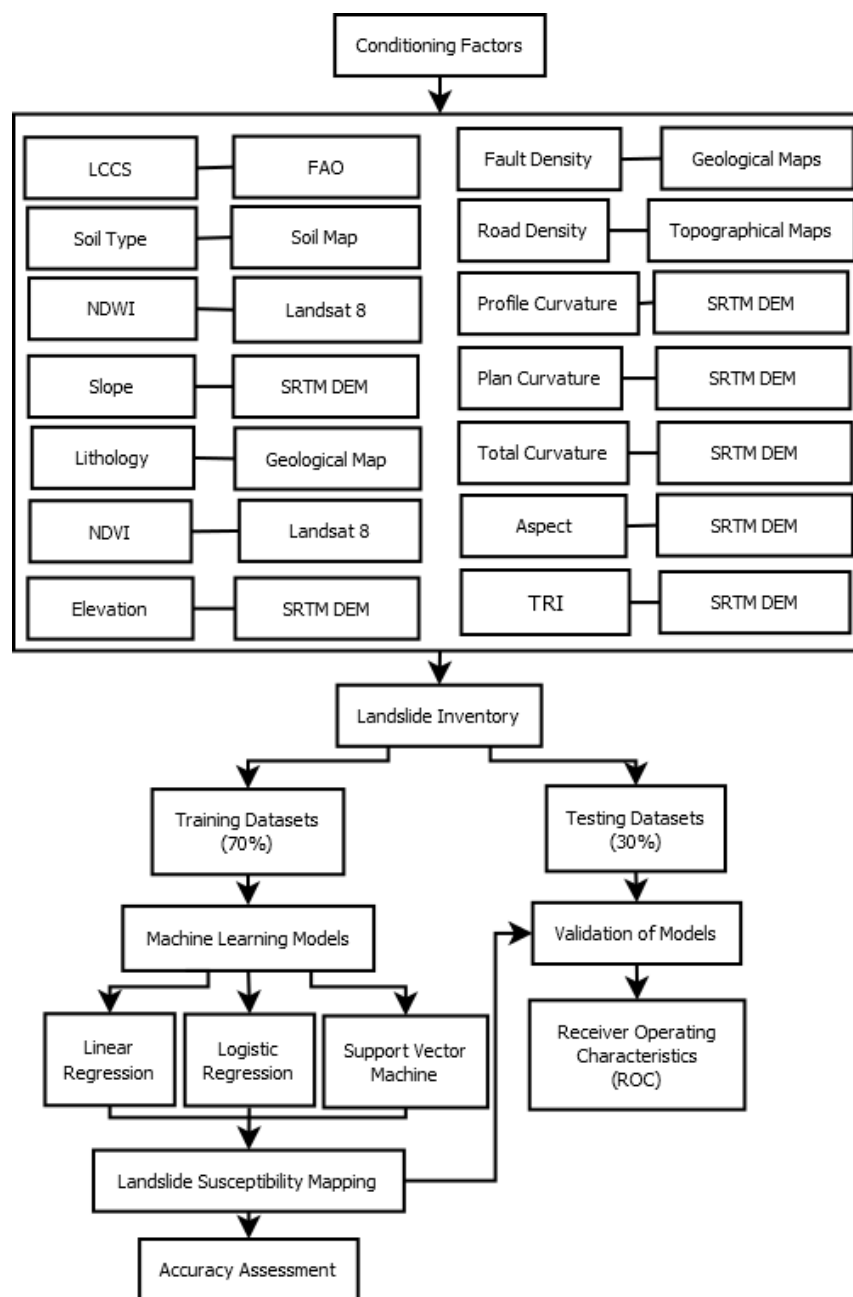 Conditioning Factors
LCCS
FAO
Soil Type
Soil Map
NDWI
Landsat 8
Slope
SRTM DEM
Lithology
Geological Map
NDVI
Landsat 8
Elevation
SRTM DEM
Fault Density
Geological Maps
Road Density
Topographical Maps
Profile Curvature
SRTM DEM
Plan Curvature
SRTM DEM
Total Curvature
SRTM DEM
Aspect
SRTM DEM
TRI
SRTM DEM
Landslide Inventory
Training Datasets
(70%)
Testing Datasets
(30%)
Machine Learning Models
Validation of Models
Linear
Regression
Logistic
Regression
Support Vector
Machine
Receiver Operating
Characteristics
(ROC)
Landslide Susceptibility Mapping
Accuracy Assessment